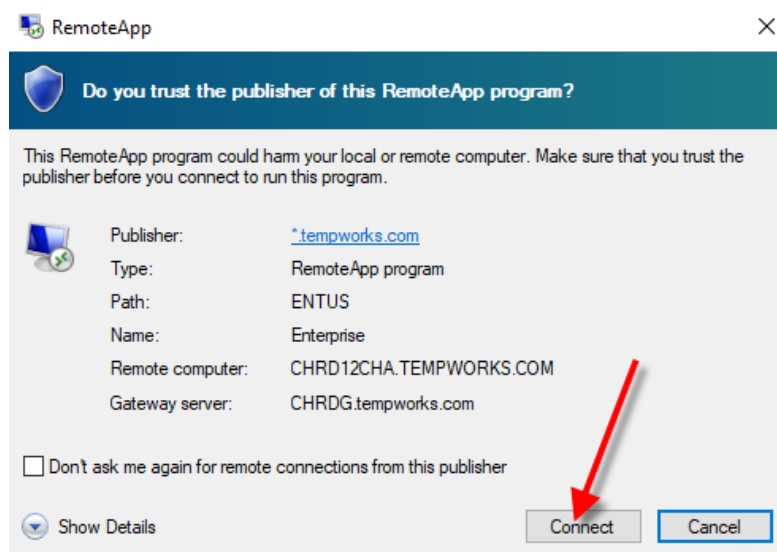 RemoteApp
Do you trust the publisher of this RemoteApp program?
This RemoteApp program could harm your local or remote computer. Make sure that you trust the
publisher before you connect to run this program.
Publisher: *.tempworks.com
Type: RemoteApp program
Path: ENTUS
Name: Enterprise
Remote computer: CHRD12CHA.TEMPWORKS.COM
Gateway server: CHRDG.tempworks.com
Don't ask me again for remote connections from this publisher
Show Details Connect Cancel